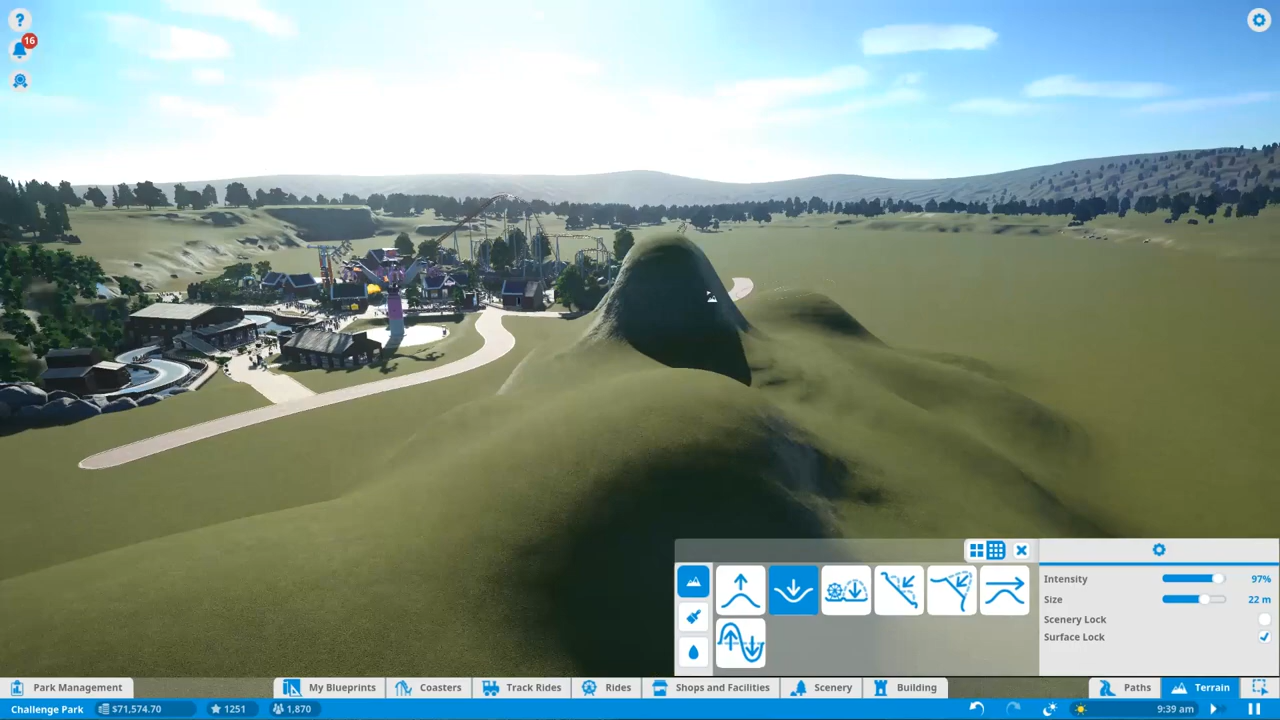 ?
16
Intensity 97%
Size 22 m
Scenery Lock
Surface Lock
Park Management My Blueprints Coasters Track Rides Rides Shops and Facilities Scenery Building Paths Terrain
Challenge Park $71,574.70 1251 1,870 9:39 am